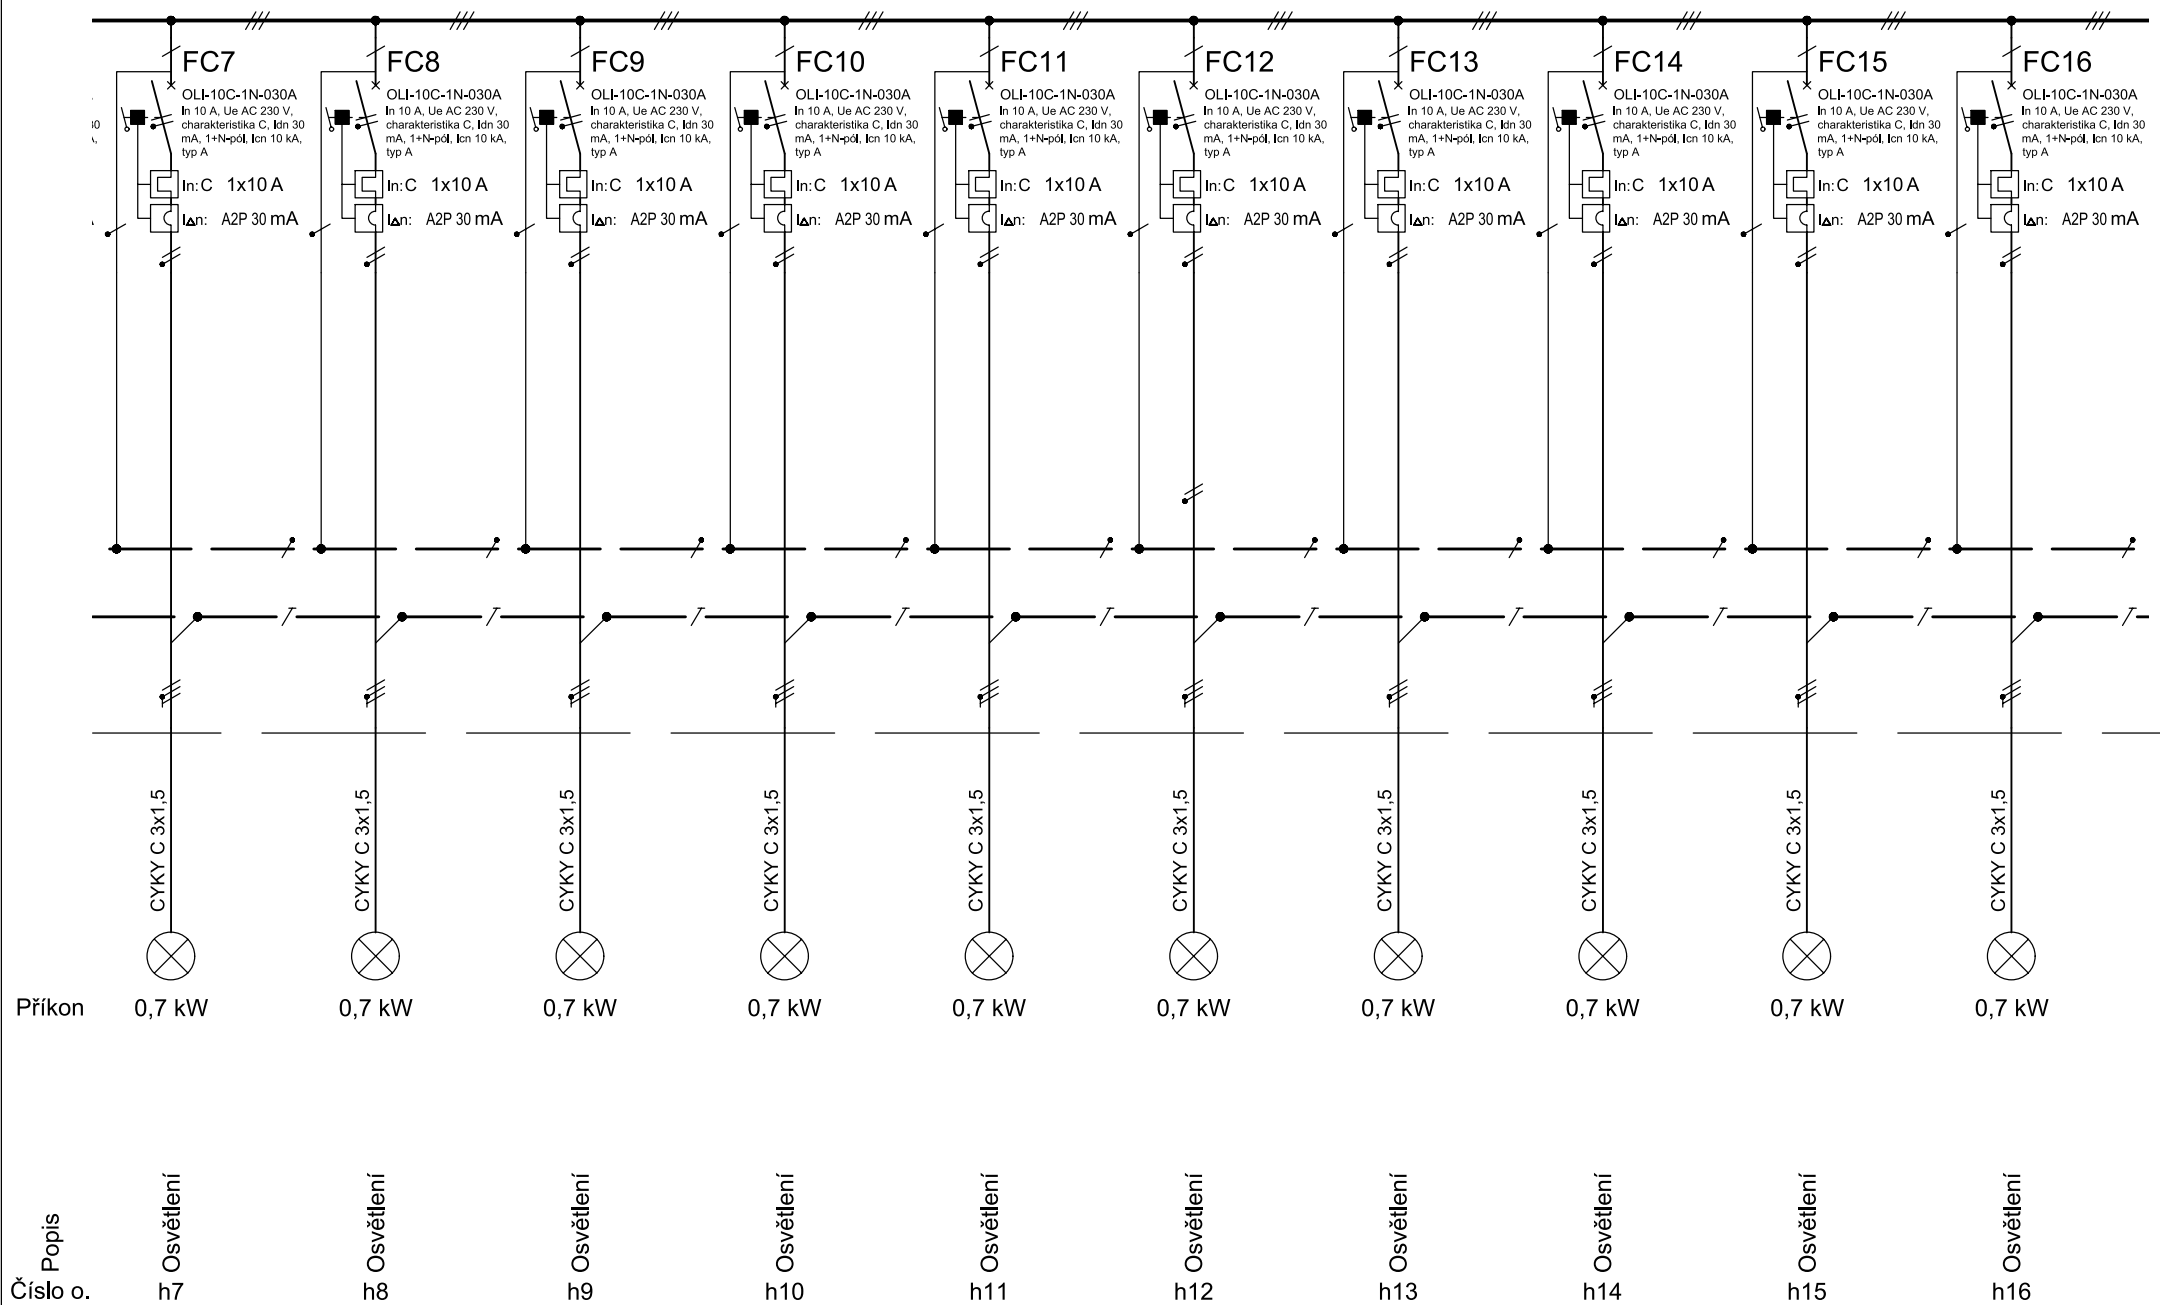 FC7 FC8 FC9 FC10 FC11 FC12 FC13 FC14 FC15 FC16
OLI-10C-1N-030A OLI-10C-1N-030A OLI-10C-1N-030A OLI-10C-1N-030A OLI-10C-1N-030A OLI-10C-1N-030A OLI-10C-1N-030A OLI-10C-1N-030A OLI-10C-1N-030A OLI-10C-1N-030A
In 10 A, Ue AC 230 V, In 10 A, Ue AC 230 V, In 10 A, Ue AC 230 V, In 10 A, Ue AC 230 V, In 10 A, Ue AC 230 V, In 10 A, Ue AC 230 V, In 10 A, Ue AC 230 V, In 10 A, Ue AC 230 V, In 10 A, Ue AC 230 V, In 10 A, Ue AC 230 V,
30 charakteristika C, Idn 30 charakteristika C, Idn 30 charakteristika C, Idn 30 charakteristika C, Idn 30 charakteristika C, Idn 30 charakteristika C, Idn 30 charakteristika C, Idn 30 charakteristika C, Idn 30 charakteristika C, Idn 30 charakteristika C, Idn 30
mA, 1+N-pól, Icn 10 kA, mA, 1+N-pól, Icn 10 kA, mA, 1+N-pól, Icn 10 kA, mA, 1+N-pól, Icn 10 kA, mA, 1+N-pól, Icn 10 kA, mA, 1+N-pól, Icn 10 kA, mA, 1+N-pól, Icn 10 kA, mA, 1+N-pól, Icn 10 kA, mA, 1+N-pól, Icn 10 kA, mA, 1+N-pól, Icn 10 kA,
typ A typ A typ A typ A typ A typ A typ A typ A typ A typ A
In: C 1x10 A In: C 1x10 A In: C 1x10 A In: C 1x10 A In: C 1x10 A In: C 1x10 A In: C 1x10 A In: C 1x10 A In: C 1x10 A In: C 1x10 A
IΔn: A2P 30 mA IΔn: A2P 30 mA IΔn: A2P 30 mA IΔn: A2P 30 mA IΔn: A2P 30 mA IΔn: A2P 30 mA IΔn: A2P 30 mA IΔn: A2P 30 mA IΔn: A2P 30 mA IΔn: A2P 30 mA
CYKY C 3x1,5 CYKY C 3x1,5 CYKY C 3x1,5 CYKY C 3x1,5 CYKY C 3x1,5 CYKY C 3x1,5 CYKY C 3x1,5 CYKY C 3x1,5 CYKY C 3x1,5 CYKY C 3x1,5
Příkon 0,7 kW 0,7 kW 0,7 kW 0,7 kW 0,7 kW 0,7 kW 0,7 kW 0,7 kW 0,7 kW 0,7 kW
Popis Osvětlení Osvětlení Osvětlení Osvětlení Osvětlení Osvětlení Osvětlení Osvětlení Osvětlení Osvětlení
Číslo o. h7 h8 h9 h10 h11 h12 h13 h14 h15 h16